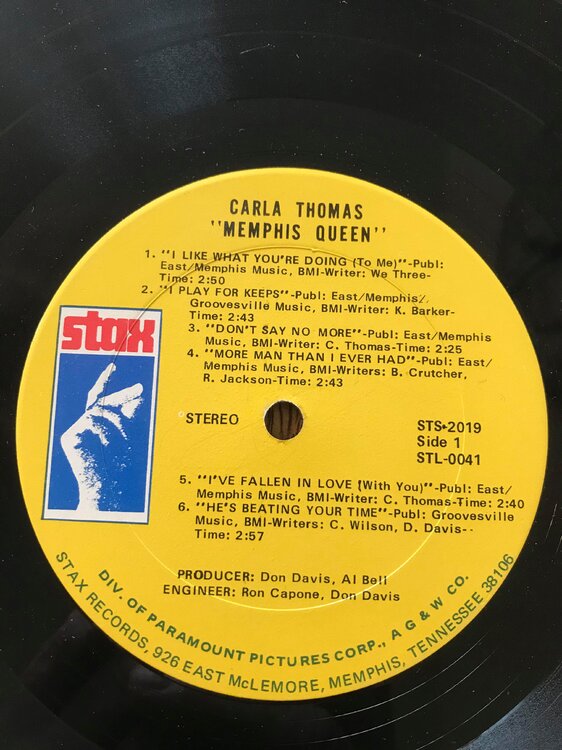 CARLA THOMAS
"MEMPHIS QUEEN"
1. "I LIKE WHAT YOU'RE DOING (To Me)"-Publ:
East/Memphis Music, BMI-Writer: We Three-
Time: 2:50
2. "I PLAY FOR KEEPS"-Publ: East/Memphis/
Groovesville Music, BMI-Writer: K. Barker-
Time: 2:43
3. "DON'T SAY NO MORE"-Publ: East/Memphis
Music, BMI-Writer: C. Thomas-Time: 2:25
4. "MORE MAN THAN I EVER HAD"-Publ: East/
Memphis Music, BMI-Writers: B. Crutcher,
R. Jackson-Time: 2:43
stax
STEREO
STS-2019
Side 1
STL-0041
5. "I'VE FALLEN IN LOVE (With You)"-Publ: East/
Memphis Music, BMI-Writer: C. Thomas-Time: 2:40
6. "HE'S BEATING YOUR TIME"-Publ: Groovesville
Music, BMI-Writers: C. Wilson, D. Davis--
Time: 2:57
PRODUCER: Don Davis, Al Bell
ENGINEER: Ron Capone, Don Davis
DIV. OF PARAMOUNT PICTURES CORP., A G & W CO.
STAX RECORDS, 926 EAST McLEMORE, MEMPHIS, TENNESSEE 38106